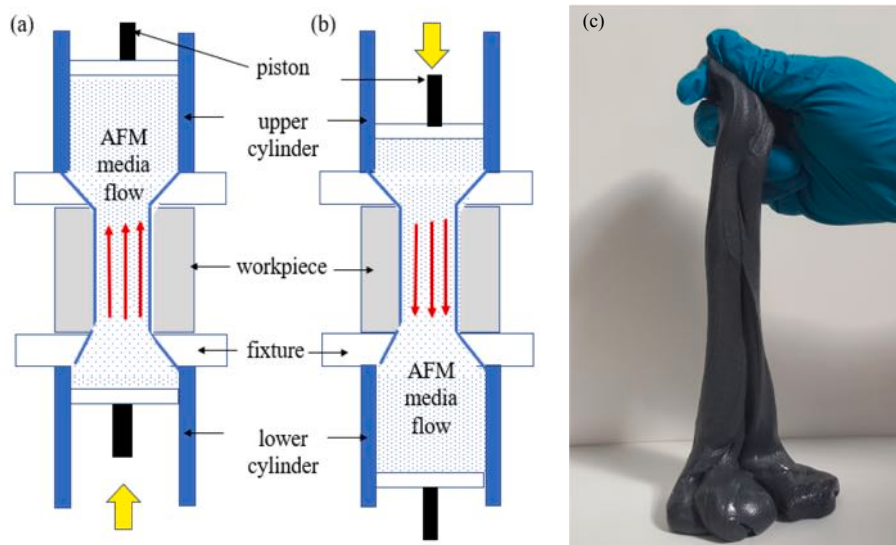 (a)
(b)
(c)
piston
upper
cylinder
AFM
media
flow
workpiece
fixture
AFM
media
flow
lower
cylinder